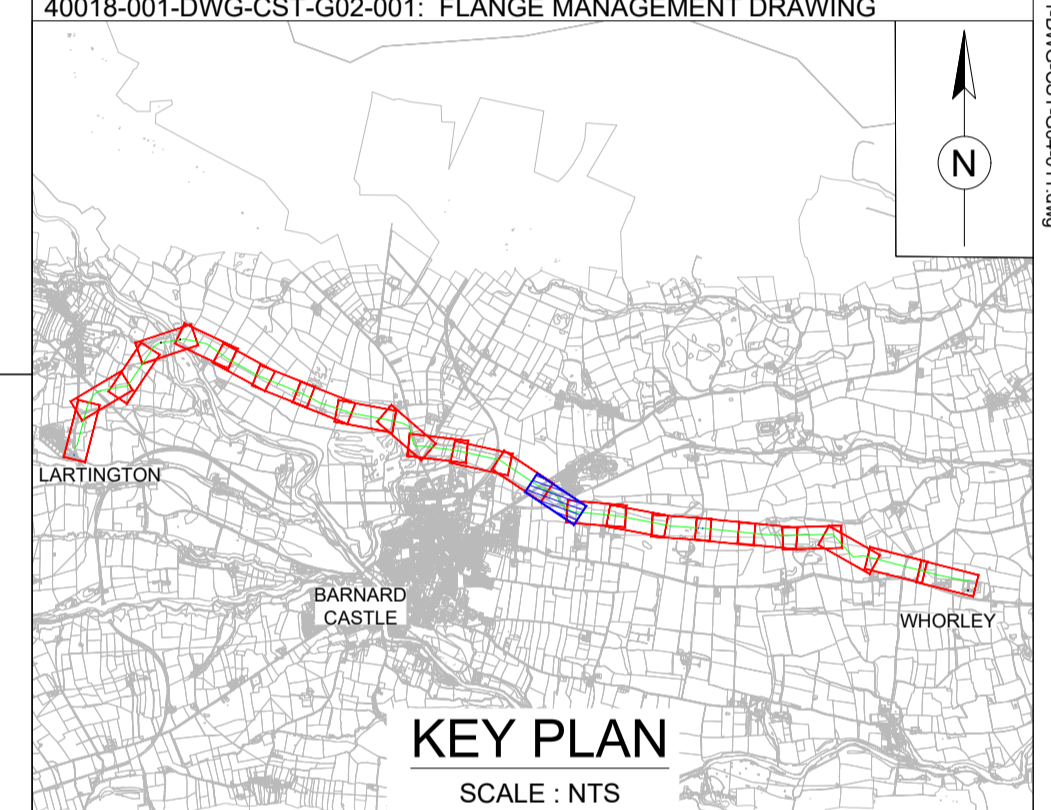 40018-001-DWG-CST-G02-001: FLANGE MANAGEMENT DRAWING
N
LARTINGTON
BARNARD
CASTLE
WHORLEY
KEY PLAN
SCALE : NTS